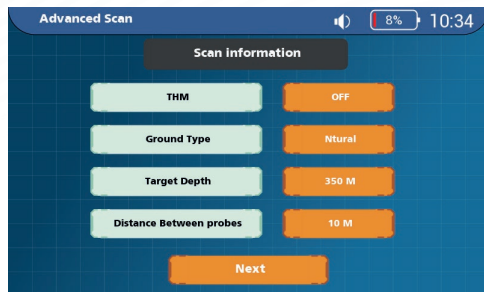 Advanced Scan 8% 10:34
Scan information
THM OFF
Ground Type Ntural
Target Depth 350 M
Distance Between probes 10 M
Next